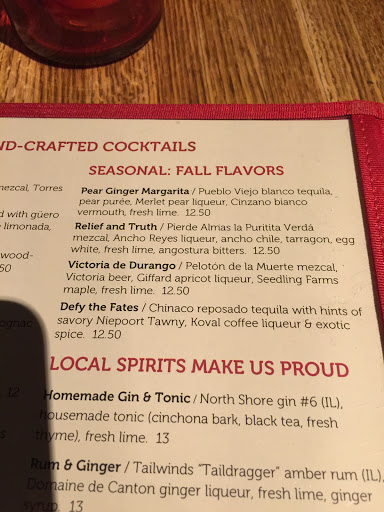 ND-CRAFTED COCKTAILS
SEASONAL: FALL FLAVORS
mezcal, Torres
Pear Ginger Margarita / Pueblo Viejo blanco tequila,
pear purée, Merlet pear liqueur, Cinzano bianco
vermouth, fresh lime. 12.50
d with güero
limonada,
Relief and Truth / Pierde Almas la Puritita Verdá
mezcal, Ancho Reyes liqueur, ancho chile, tarragon, egg
white, fresh lime, angostura bitters. 12.50
wood-
50
Victoria de Durango / Pelotón de la Muerte mezcal,
Victoria beer, Giffard apricot liqueur, Seedling Farms
maple, fresh lime. 12.50
Defy the Fates / Chinaco reposado tequila with hints of
savory Niepoort Tawny, Koval coffee liqueur & exotic
spice. 12.50
ognac
LOCAL SPIRITS MAKE US PROUD
12
Homemade Gin & Tonic / North Shore gin #6 (IL),
housemade tonic (cinchona bark, black tea, fresh
thyme), fresh lime. 13
Rum & Ginger / Tailwinds "Taildragger" amber rum (IL),
Domaine de Canton ginger liqueur, fresh lime, ginger
syrup. 13